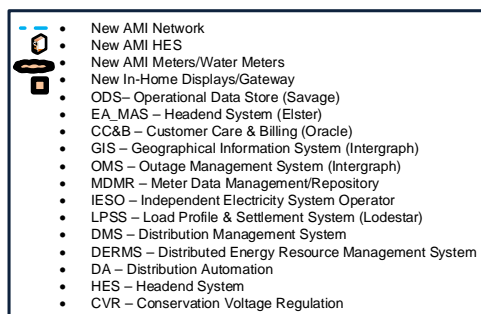 • New AMI Network
• New AMI HES
• New AMI Meters/Water Meters
• New In-Home Displays/Gateway
• ODS– Operational Data Store (Savage)
• EA_MAS – Headend System (Elster)
• CC&B – Customer Care & Billing (Oracle)
• GIS – Geographical Information System (Intergraph)
• OMS – Outage Management System (Intergraph)
• MDMR – Meter Data Management/Repository
• IESO – Independent Electricity System Operator
• LPSS – Load Profile & Settlement System (Lodestar)
• DMS – Distribution Management System
• DERMS – Distributed Energy Resource Management System
• DA – Distribution Automation
• HES – Headend System
• CVR – Conservation Voltage Regulation